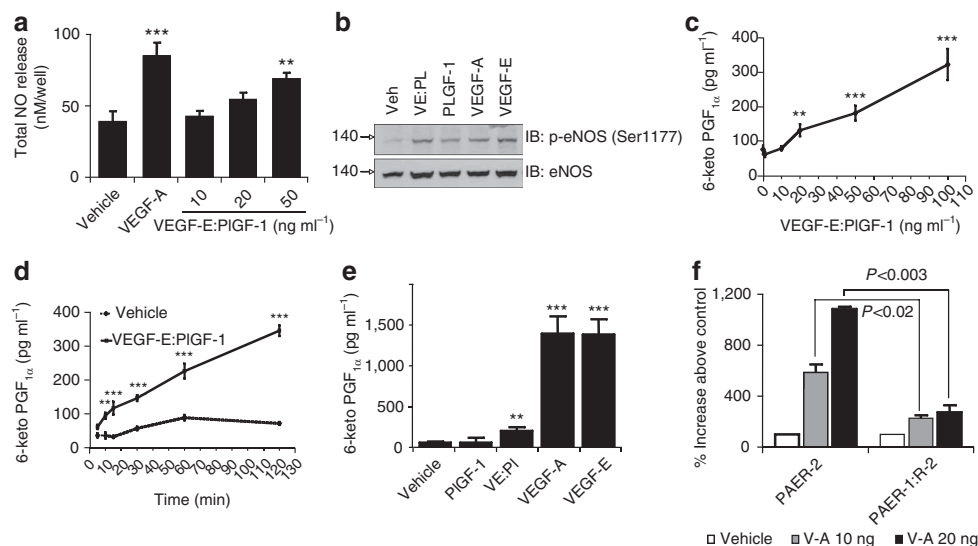 a
Total NO release
(nM/well)
100
50
0
***
**
Vehicle
VEGF-A
10
20
50
VEGF-E:PIGF-1 (ng ml⁻¹)
b
Veh
VE:PL
PLGF-1
VEGF-A
VEGF-E
140
IB: p-eNOS (Ser1177)
140
IB: eNOS
c
6-keto PGF1α (pg ml⁻¹)
400
300
200
100
0
**
***
***
0
10
20
30
40
50
60
70
80
90
100
110
VEGF-E:PIGF-1 (ng ml⁻¹)
d
6-keto PGF1α (pg ml⁻¹)
400
300
200
100
0
Vehicle
VEGF-E:PIGF-1
**
***
***
***
***
0
10
20
30
40
50
60
70
80
90
100
110
120
130
Time (min)
e
6-keto PGF1α (pg ml⁻¹)
1,500
1,000
500
0
**
***
***
Vehicle
PIGF-1
VE:PI
VEGF-A
VEGF-E
f
P<0.003
P<0.02
% Increase above control
1,200
800
400
0
PAER-2
PAER-1:R-2
Vehicle
V-A 10 ng
V-A 20 ng